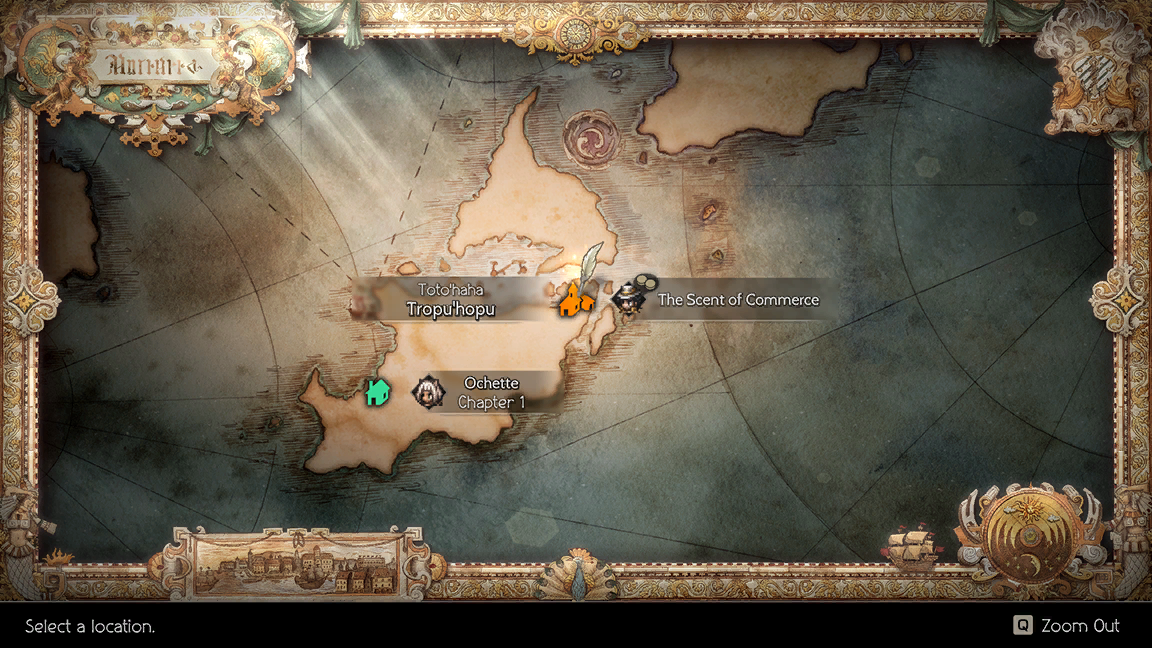 Toto'haha
Tropu'hopu
The Scent of Commerce
Ochette
Chapter 1
Select a location.
Q Zoom Out